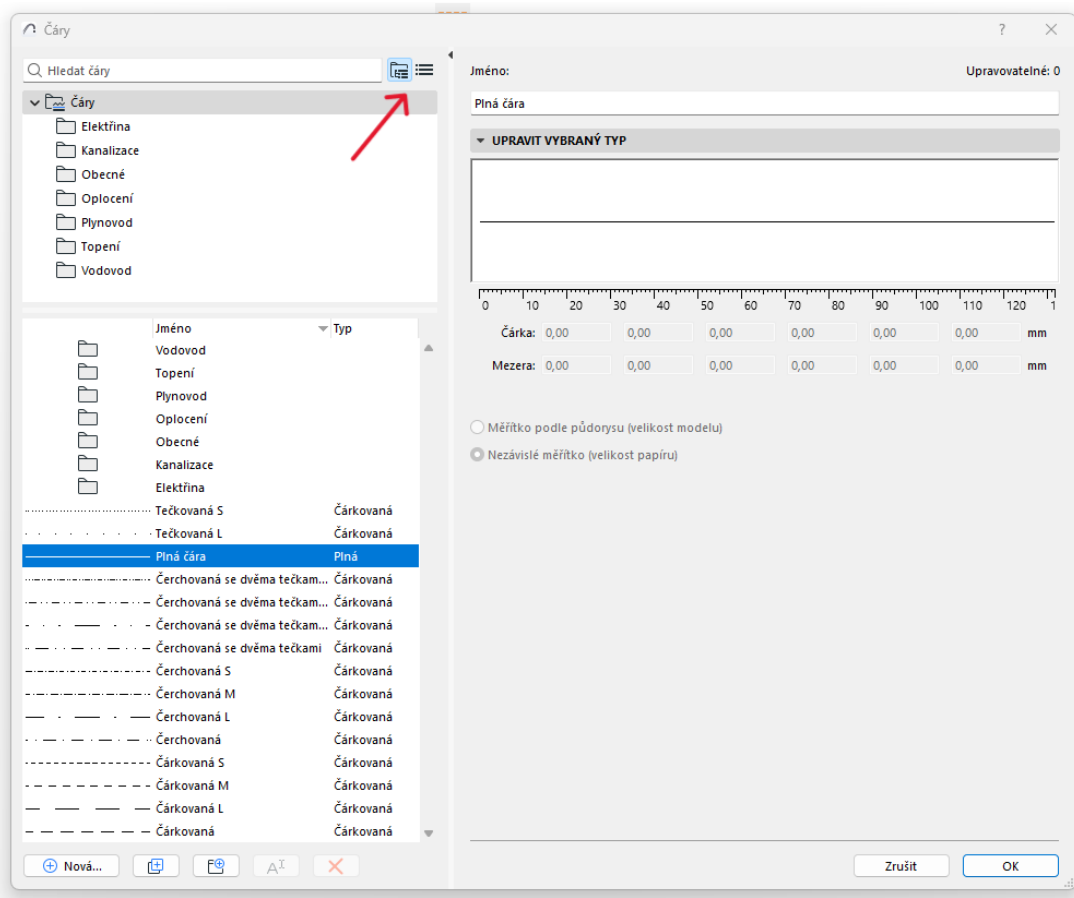 Čáry
?
Hledat čáry
Čáry
Elektřina
Kanalizace
Obecné
Oplocení
Plynovod
Topení
Vodovod
Jméno Typ
Vodovod
Topení
Plynovod
Oplocení
Obecné
Kanalizace
Elektřina
Tečkovaná S Čárkovaná
Tečkovaná L Čárkovaná
Plná čára Plná
Čerchovaná se dvěma tečkam... Čárkovaná
Čerchovaná se dvěma tečkam... Čárkovaná
Čerchovaná se dvěma tečkam... Čárkovaná
Čerchovaná se dvěma tečkami Čárkovaná
Čerchovaná S Čárkovaná
Čerchovaná M Čárkovaná
Čerchovaná L Čárkovaná
Čerchovaná Čárkovaná
Čárkovaná S Čárkovaná
Čárkovaná M Čárkovaná
Čárkovaná L Čárkovaná
Čárkovaná Čárkovaná
Nová...
Jméno: Upravovatelné: 0
Plná čára
UPRAVIT VYBRANÝ TYP
0 10 20 30 40 50 60 70 80 90 100 110 120 1
Čárka: 0,00 0,00 0,00 0,00 0,00 0,00 mm
Mezera: 0,00 0,00 0,00 0,00 0,00 0,00 mm
Měřítko podle půdorysu (velikost modelu)
Nezávislé měřítko (velikost papíru)
Zrušit OK